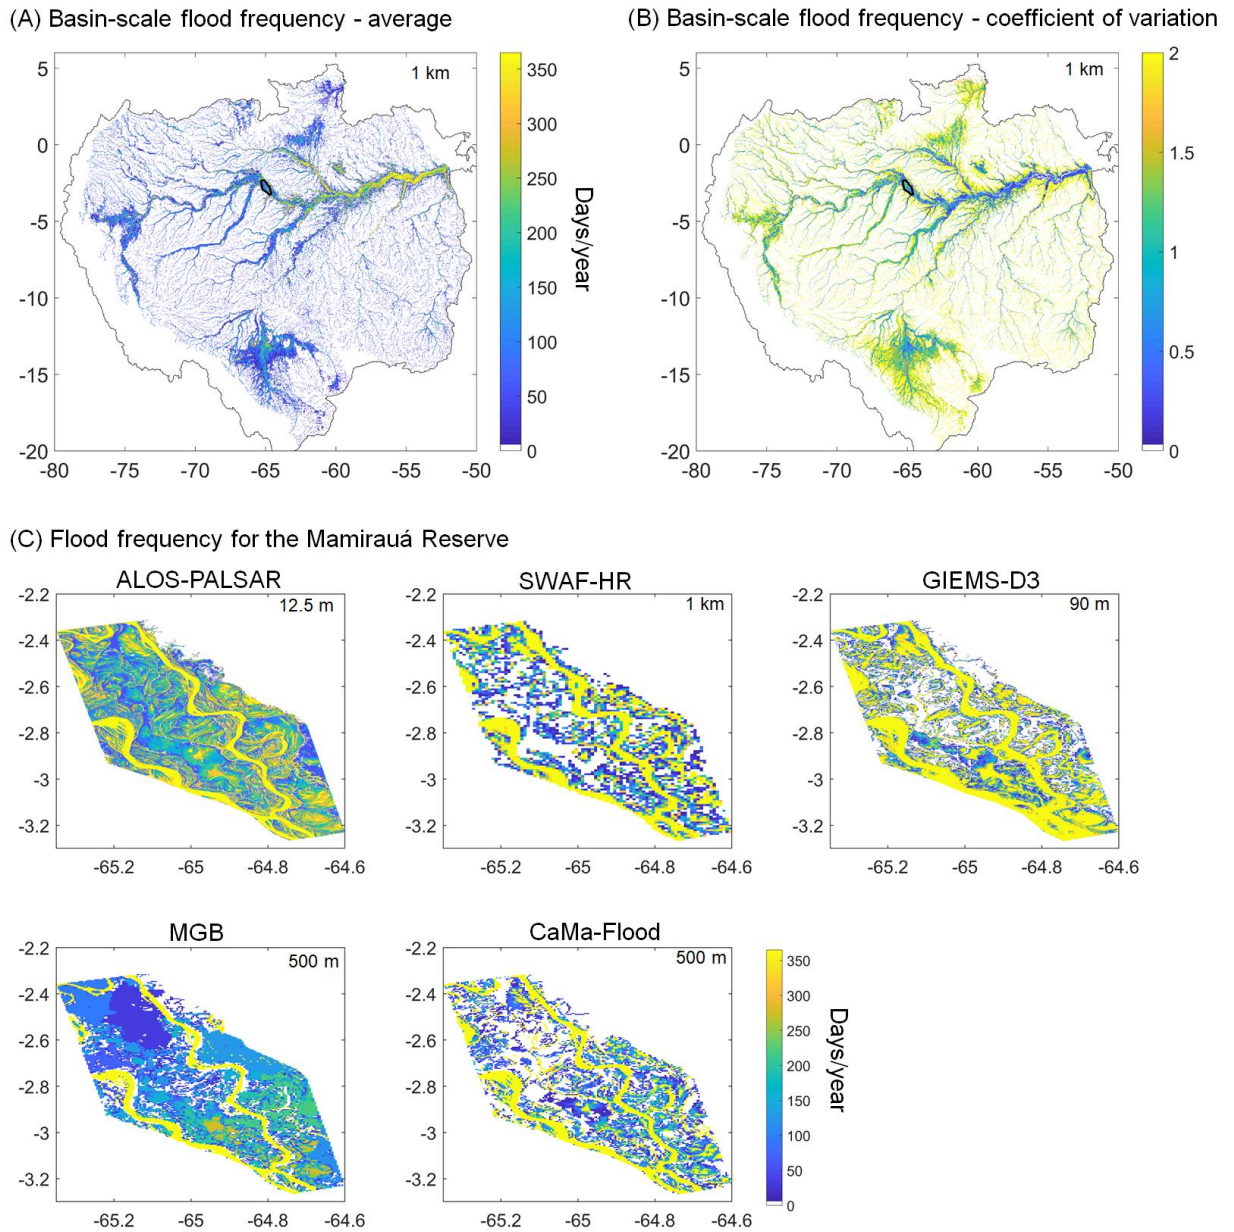 (A) Basin-scale flood frequency - average
(B) Basin-scale flood frequency - coefficient of variation
1 km
5
0
-5
-10
-15
-20
-80 -75 -70 -65 -60 -55 -50
350
300
250
200
150
100
50
0
Days/year
1 km
5
0
-5
-10
-15
-20
-80 -75 -70 -65 -60 -55 -50
2
1.5
1
0.5
0
(C) Flood frequency for the Mamirauá Reserve
ALOS-PALSAR
12.5 m
-2.2
-2.4
-2.6
-2.8
-3
-3.2
-65.2 -65 -64.8 -64.6
SWAF-HR
1 km
-2.2
-2.4
-2.6
-2.8
-3
-3.2
-65.2 -65 -64.8 -64.6
GIEMS-D3
90 m
-2.2
-2.4
-2.6
-2.8
-3
-3.2
-65.2 -65 -64.8 -64.6
MGB
500 m
-2.2
-2.4
-2.6
-2.8
-3
-3.2
-65.2 -65 -64.8 -64.6
CaMa-Flood
500 m
-2.2
-2.4
-2.6
-2.8
-3
-3.2
-65.2 -65 -64.8 -64.6
350
300
250
200
150
100
50
0
Days/year